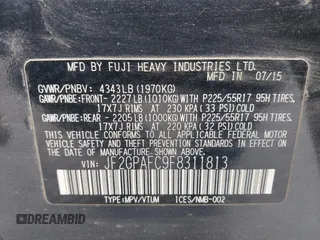 MFD BY FUJI HEAVY INDUSTRIES LTD.
07/15
GVWR/PNBV : 4343LB (1970KG)
GAWR/PNBE:FRONT- 2227LB(1010KG)WITH P225/55R17 95H TIRES,
17X7J RIMS AT 230 KPA( 33 PSI)COLD
GAWR/PNBE:REAR - 2205LB(1000KG)WITH P225/55R17 95H TIRES,
17X7J RIMS AT 220 KPA( 32 PSI)COLD
THIS VEHICLE CONFORMS TO ALL APPLICABLE FEDERAL MOTOR
VEHICLE SAFETY, BUMPER, AND THEFT PREVENTION STANDARDS
IN EFFECT ON THE DATE OF MANUFACTURE SHOWN ABOVE.
VIN: JF2GPAFC9F8311813
TYPE:MPV/VTUM ICES/NMB-002